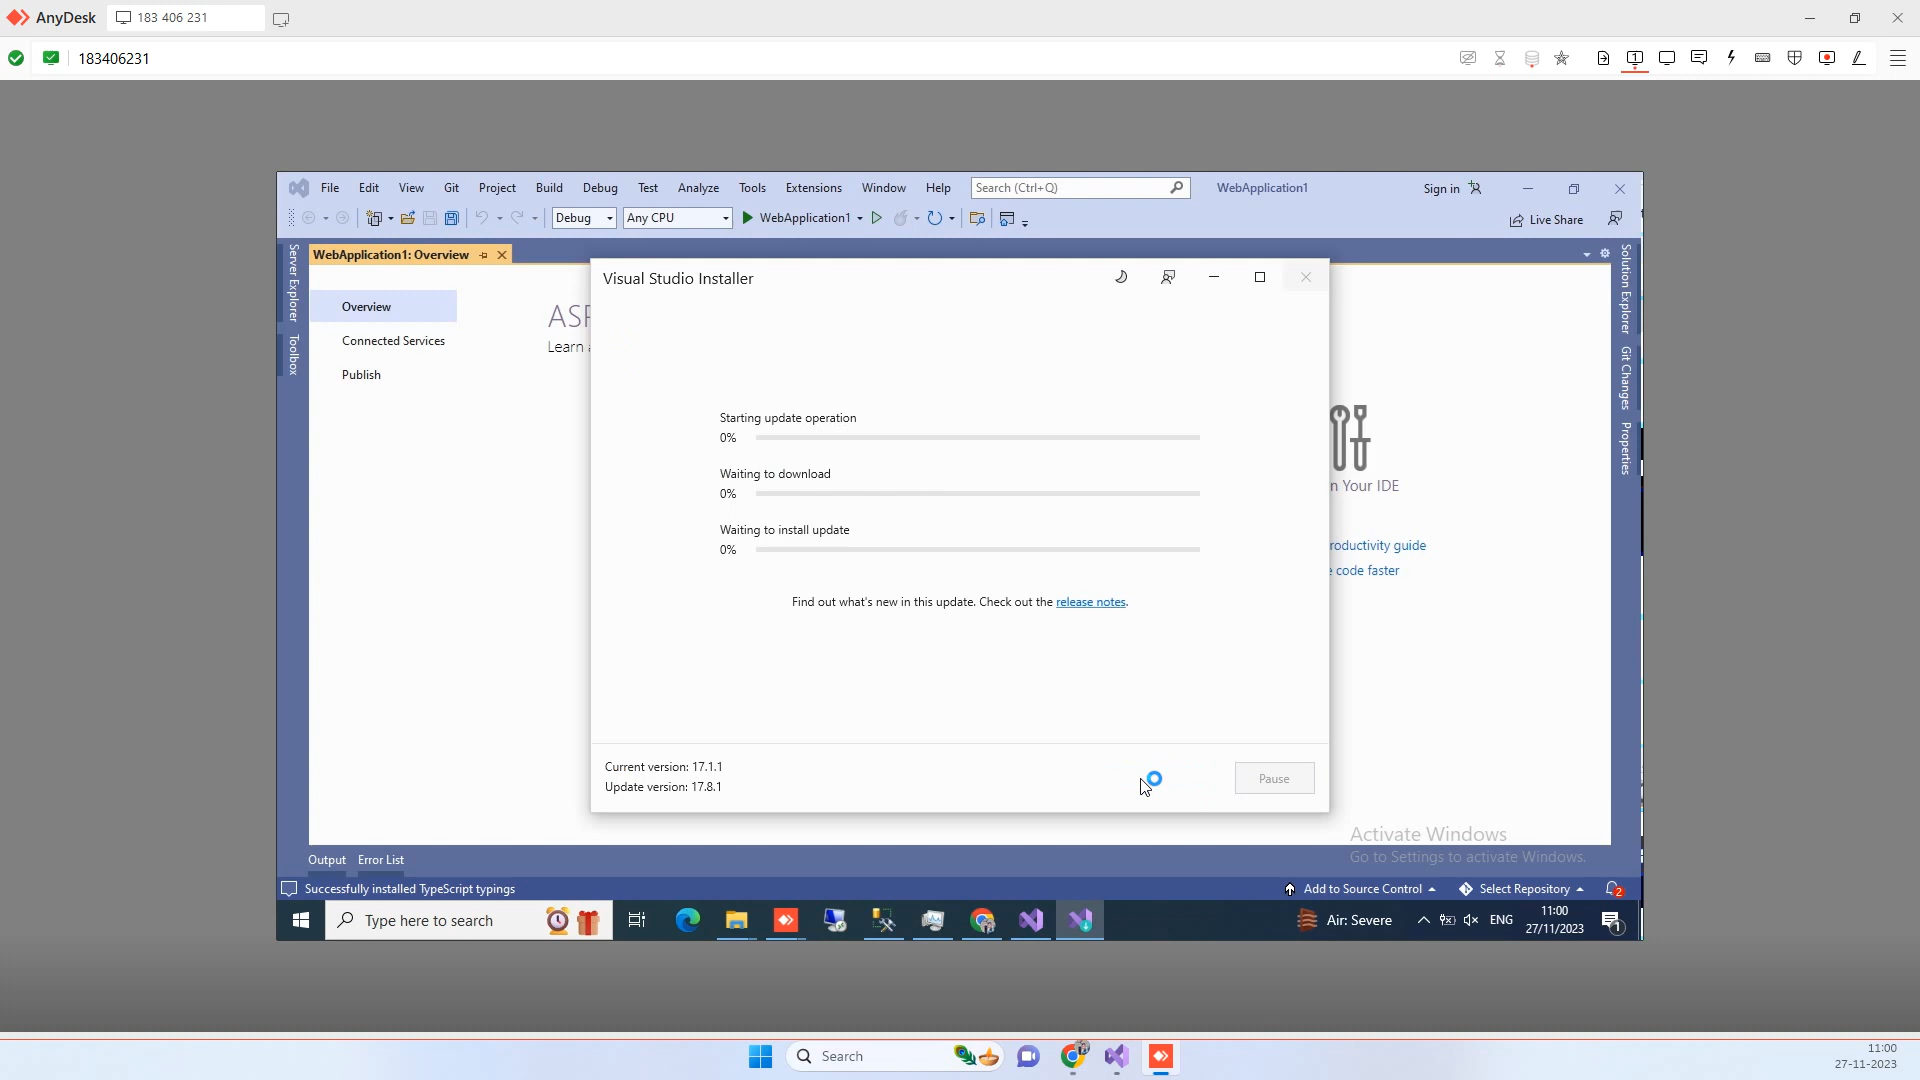 AnyDesk
183 406 231
183406231
File Edit View Git Project Build Debug Test Analyze Tools Extensions Window Help
Search (Ctrl+Q)
WebApplication1
Sign in
Debug
Any CPU
WebApplication1
Live Share
Server Explorer
Toolbox
WebApplication1: Overview
Overview
Connected Services
Publish
ASP
Learn
Visual Studio Installer
Starting update operation
0%
Waiting to download
0%
Waiting to install update
0%
Find out what's new in this update. Check out the release notes.
Current version: 17.1.1
Update version: 17.8.1
Pause
n Your IDE
roductivity guide
e code faster
Solution Explorer
Git Changes
Properties
Activate Windows
Go to Settings to activate Windows.
Output Error List
Successfully installed TypeScript typings
Add to Source Control
Select Repository
2
Type here to search
Air: Severe
ENG
11:00
27/11/2023
1
Search
11:00
27-11-2023